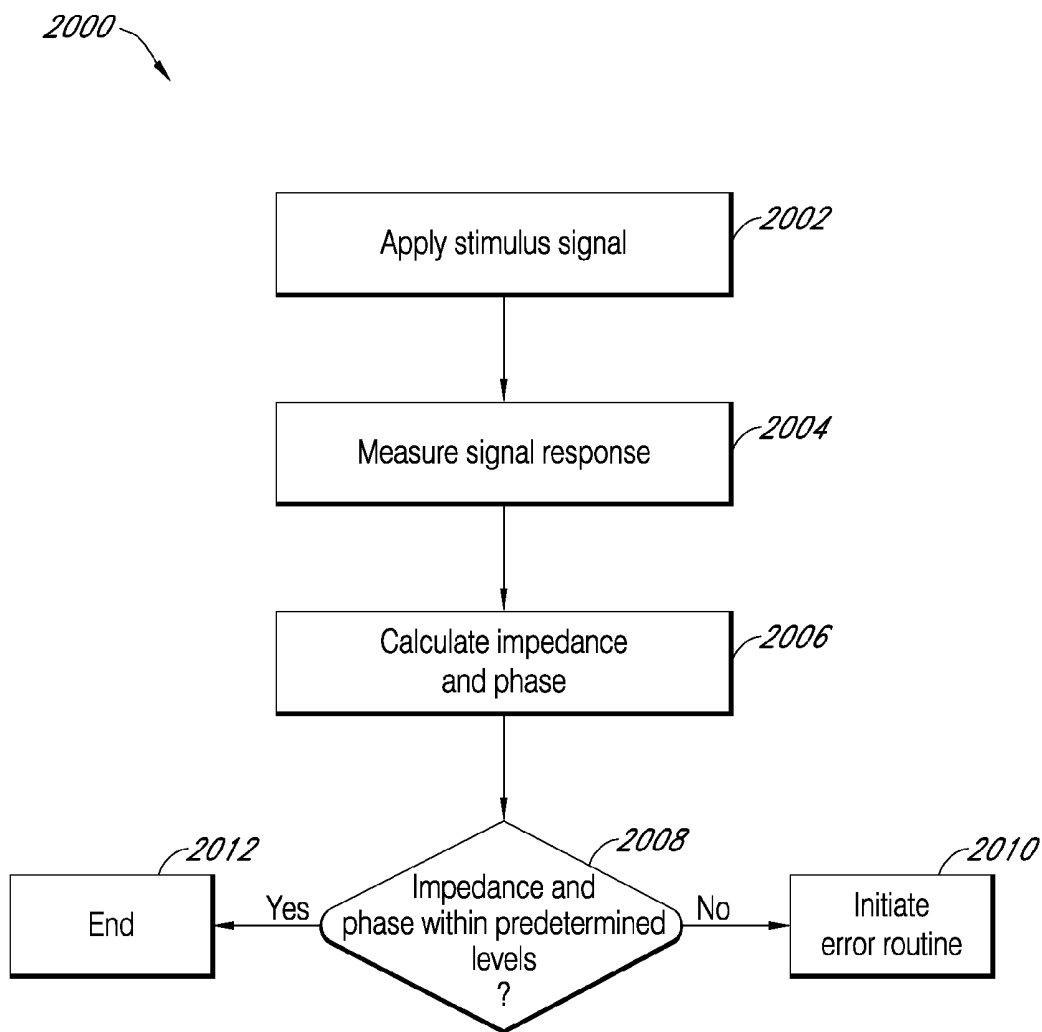 2000
Apply stimulus signal
2002
Measure signal response
2004
Calculate impedance
and phase
2006
2012
End
Yes
2008
Impedance and
phase within predetermined
levels
?
No
2010
Initiate
error routine